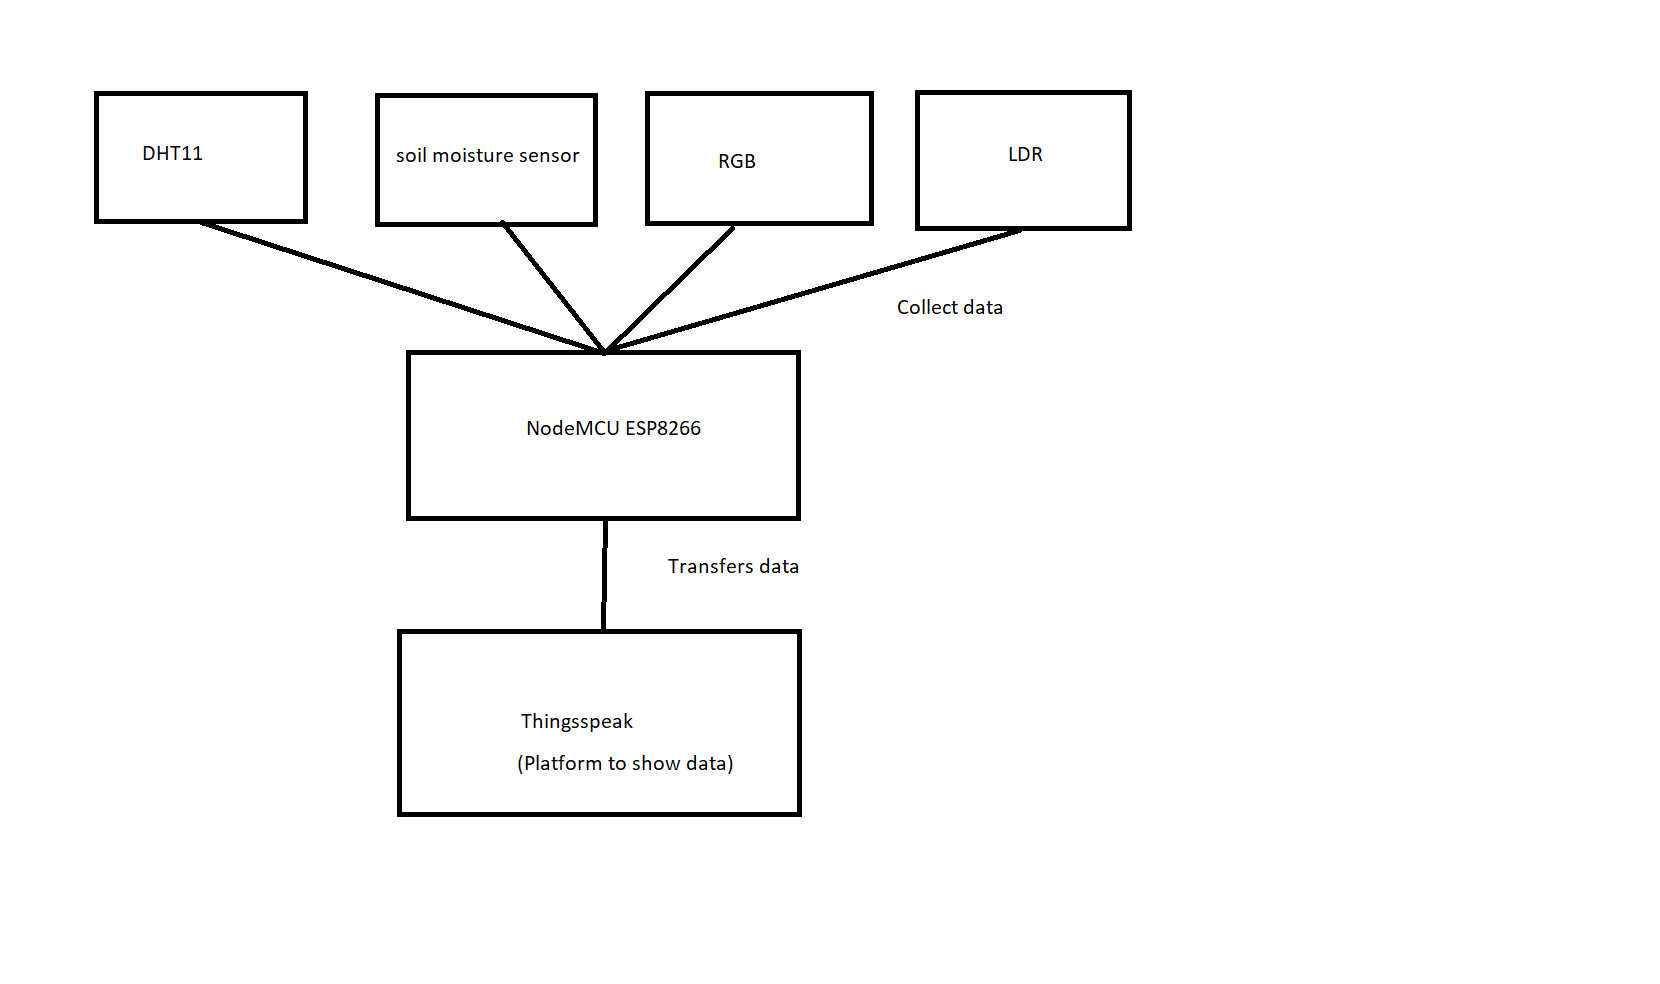 DHT11
soil moisture sensor
RGB
LDR
Collect data
NodeMCU ESP8266
Transfers data
Thingsspeak
(Platform to show data)